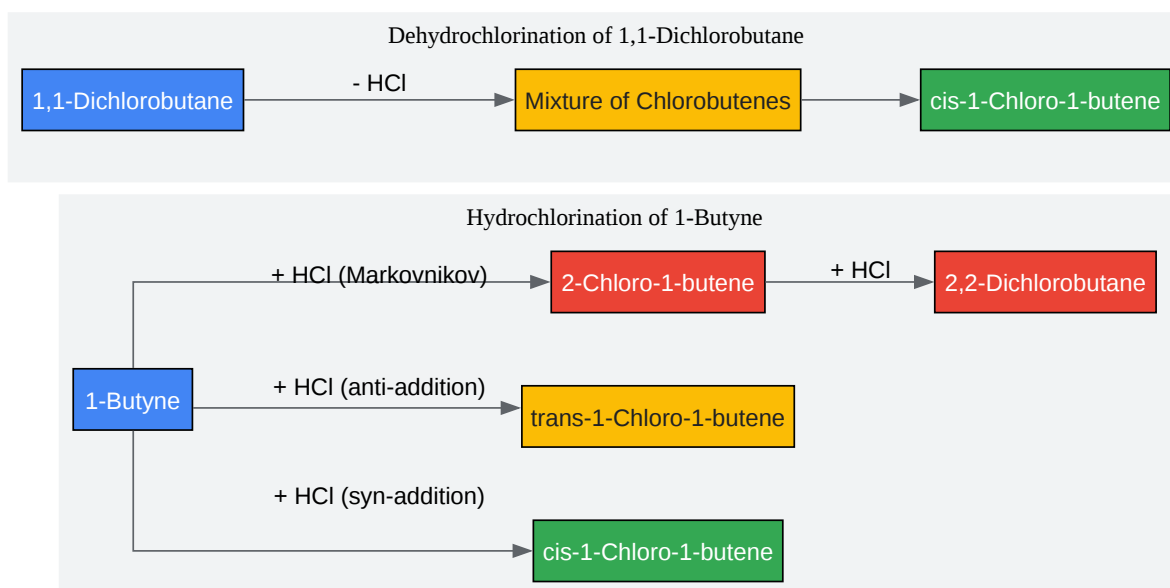 Dehydrochlorination of 1,1-Dichlorobutane
1,1-Dichlorobutane
- HCl
Mixture of Chlorobutenes
cis-1-Chloro-1-butene
Hydrochlorination of 1-Butyne
+ HCl (Markovnikov)
2-Chloro-1-butene
+ HCl
2,2-Dichlorobutane
1-Butyne
+ HCl (anti-addition)
trans-1-Chloro-1-butene
+ HCl (syn-addition)
cis-1-Chloro-1-butene